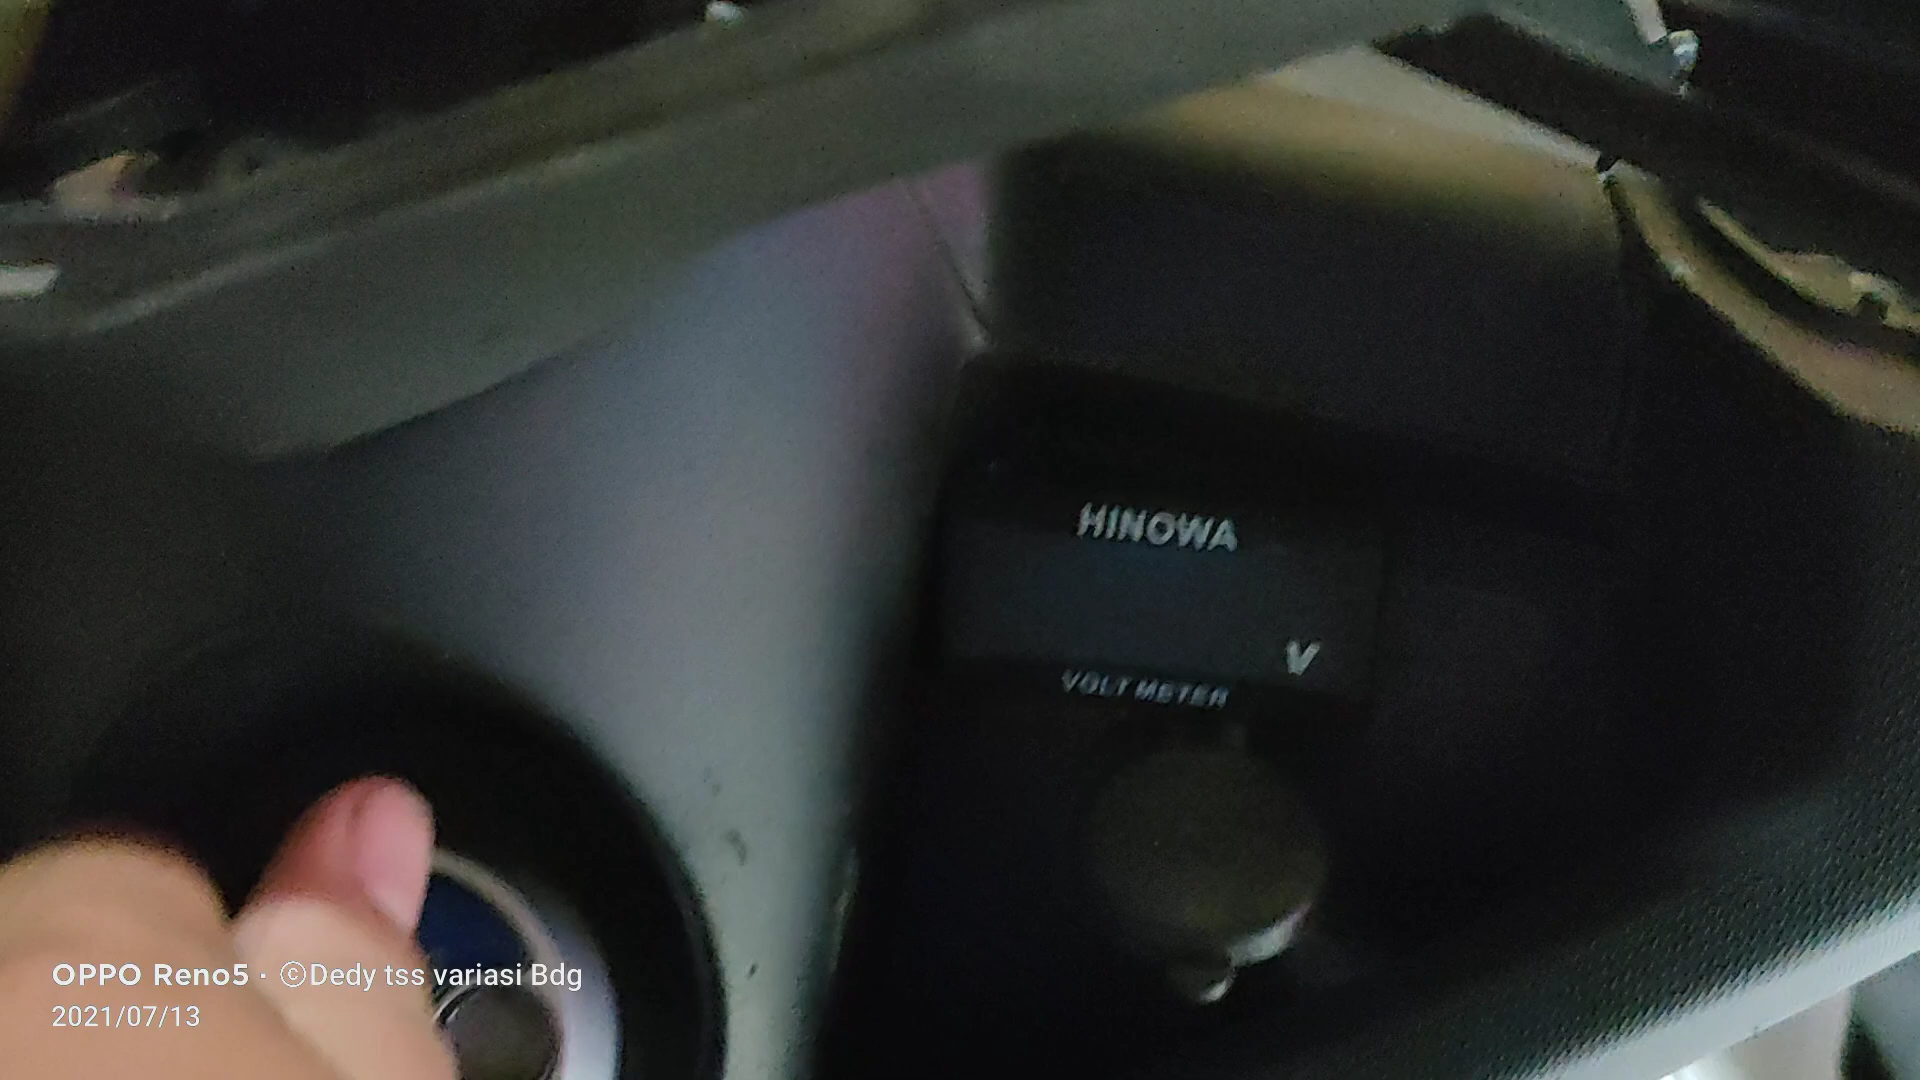 HINOWA
V
VOLT METER
OPPO Reno5 · ©Dedy tss variasi Bdg
2021/07/13